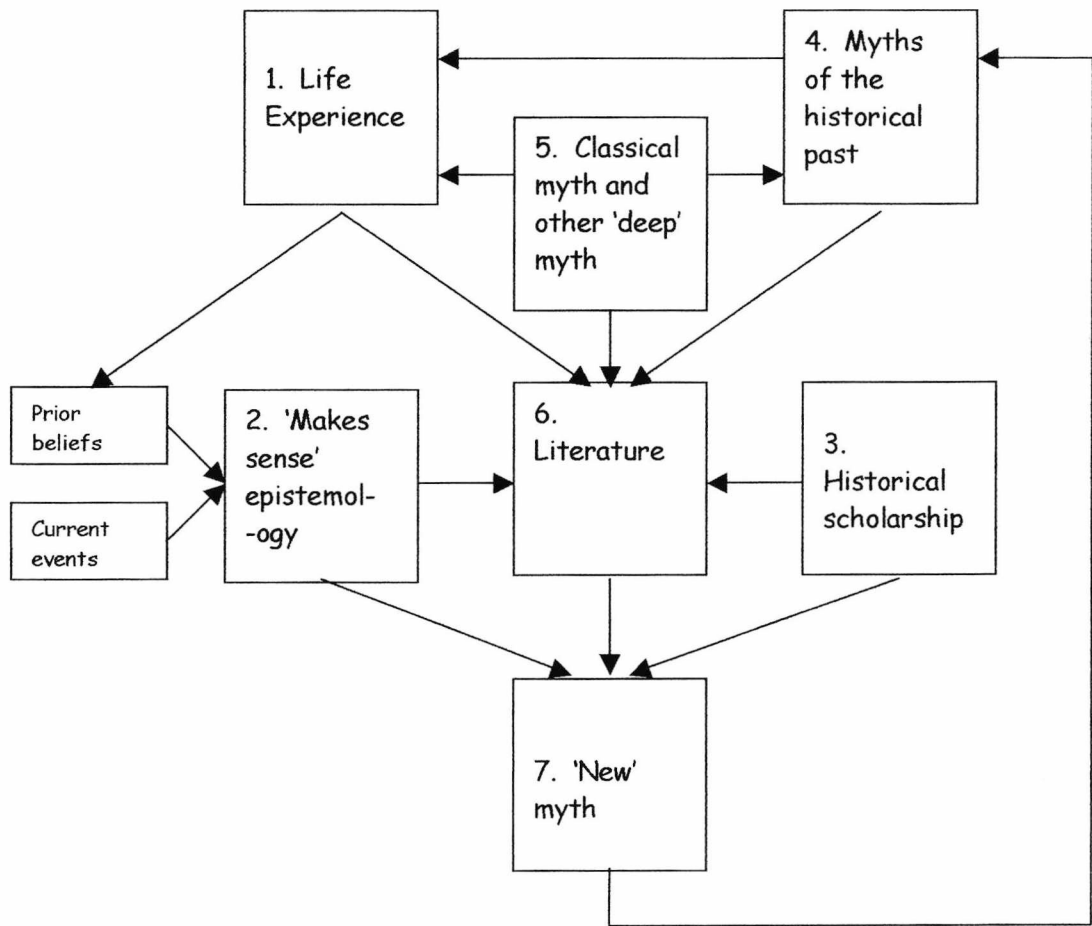 1. Life
Experience
4. Myths
of the
historical
past
5. Classical
myth and
other ‘deep’
myth
Prior
beliefs
Current
events
2. ‘Makes
sense’
epistemol-
-ogy
6.
Literature
3.
Historical
scholarship
7. ‘New’
myth